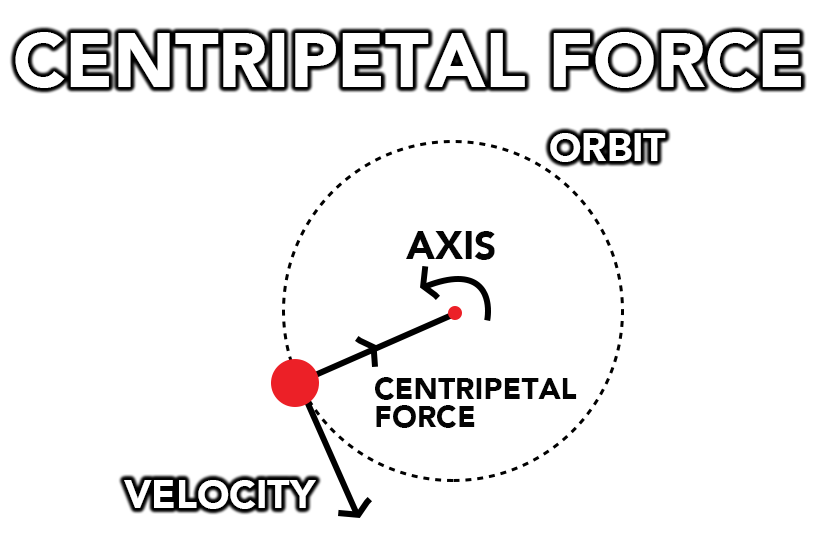 CENTRIPETAL FORCE
ORBIT
AXIS
CENTRIPETAL
FORCE
VELOCITY